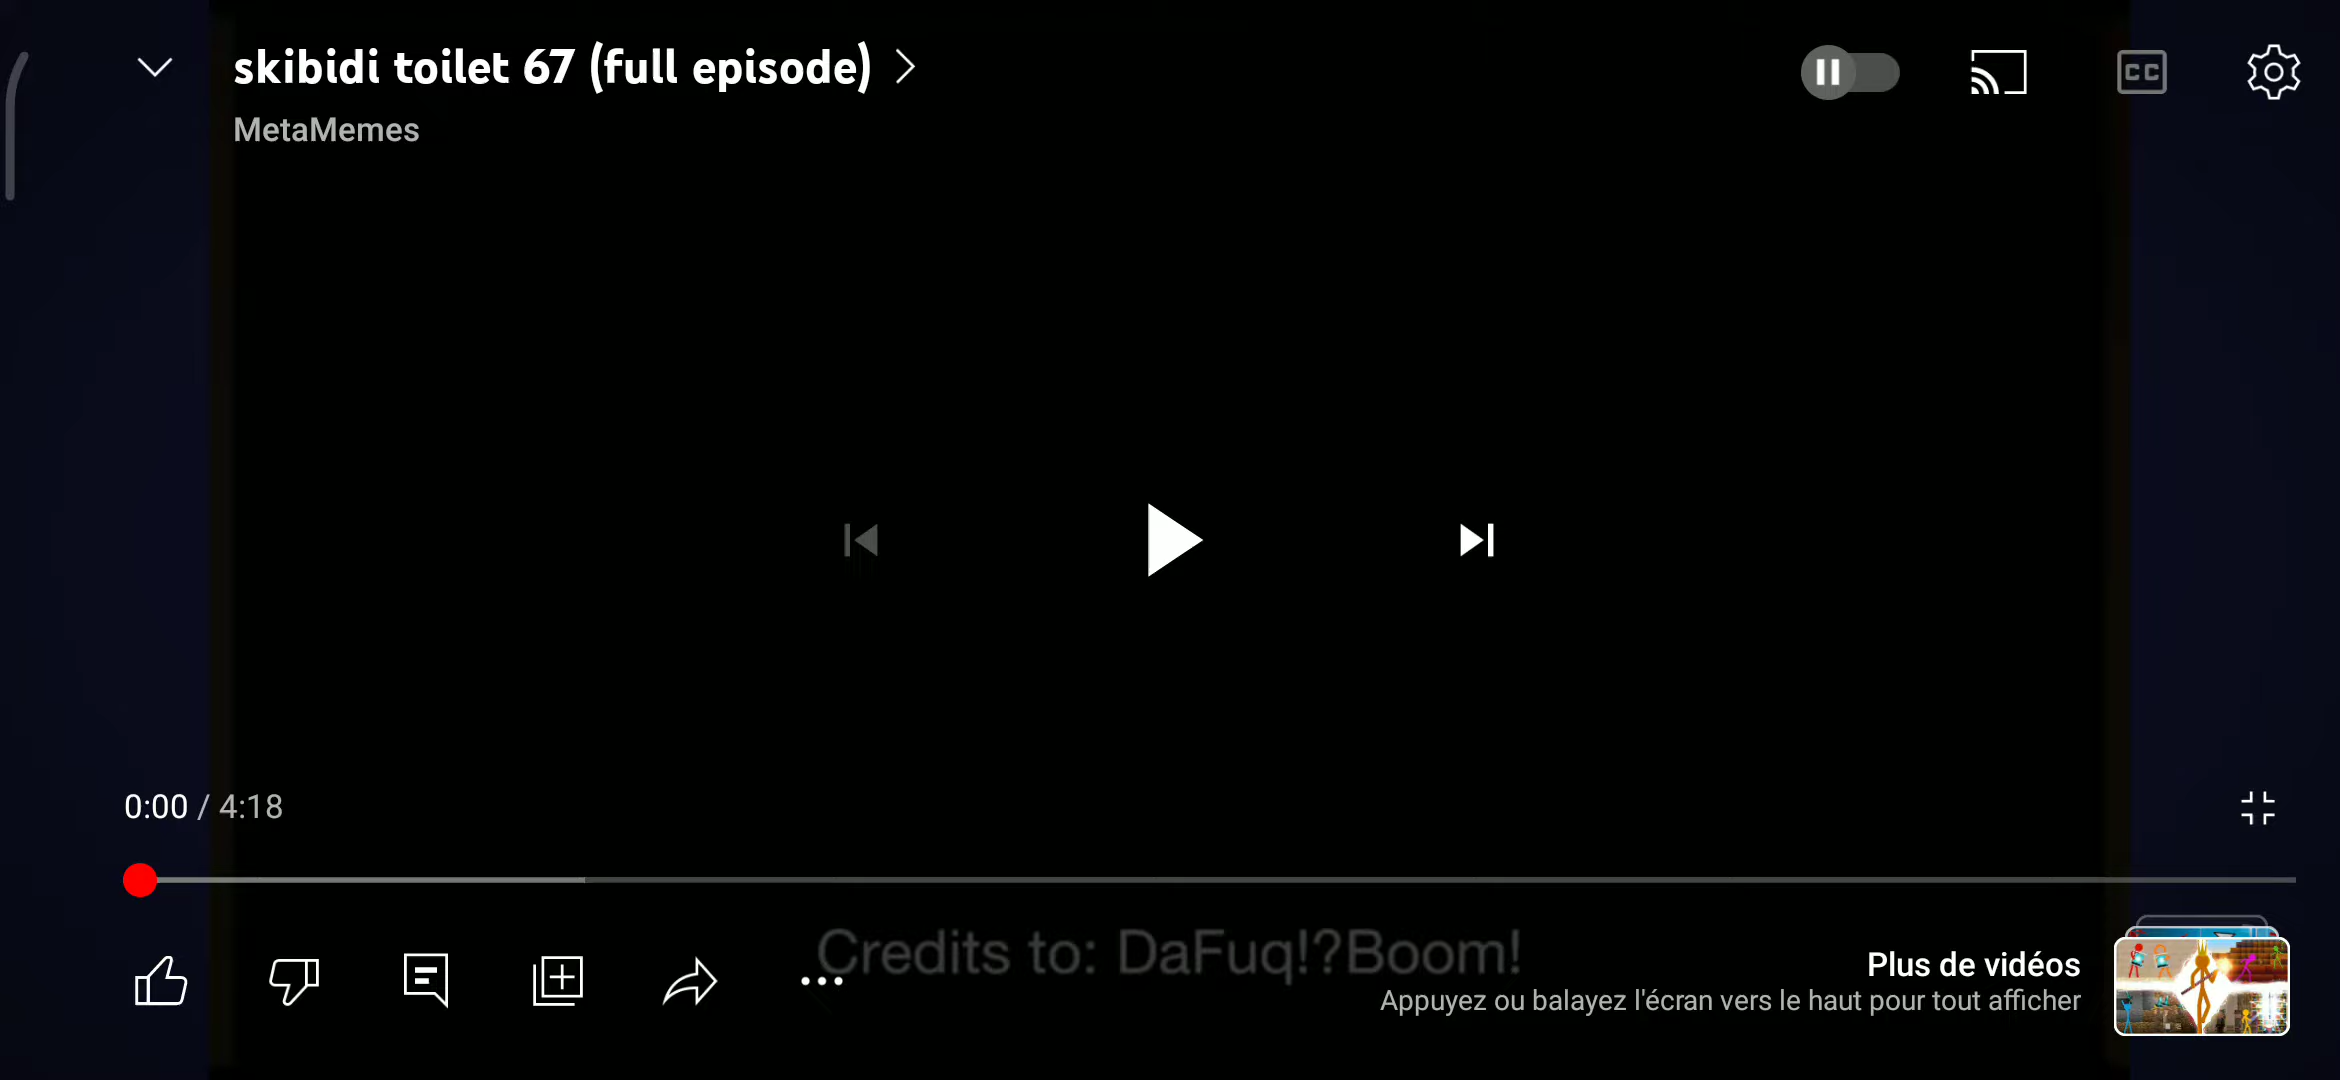 skibidi toilet 67 (full episode)
MetaMemes
CC
0:00 / 4:18
Credits to: DaFuq!?Boom!
Plus de vidéos
Appuyez ou balayez l'écran vers le haut pour tout afficher